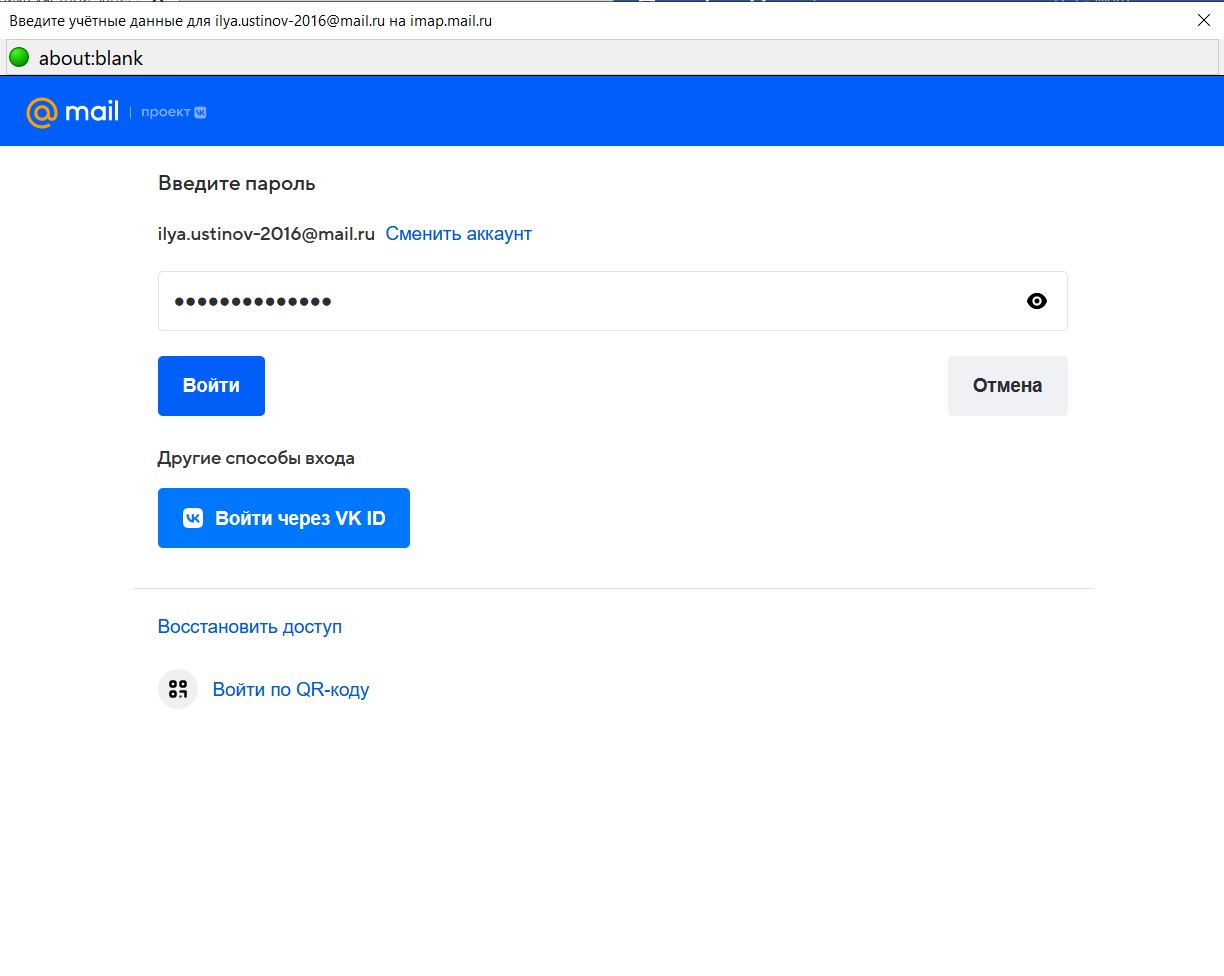 Введите учётные данные для ilya.ustinov-2016@mail.ru на imap.mail.ru
about:blank
@mail | проект
Введите пароль
ilya.ustinov-2016@mail.ru Сменить аккаунт
••••••••••••••
Войти Отмена
Другие способы входа
Войти через VK ID
Восстановить доступ
Войти по QR-коду